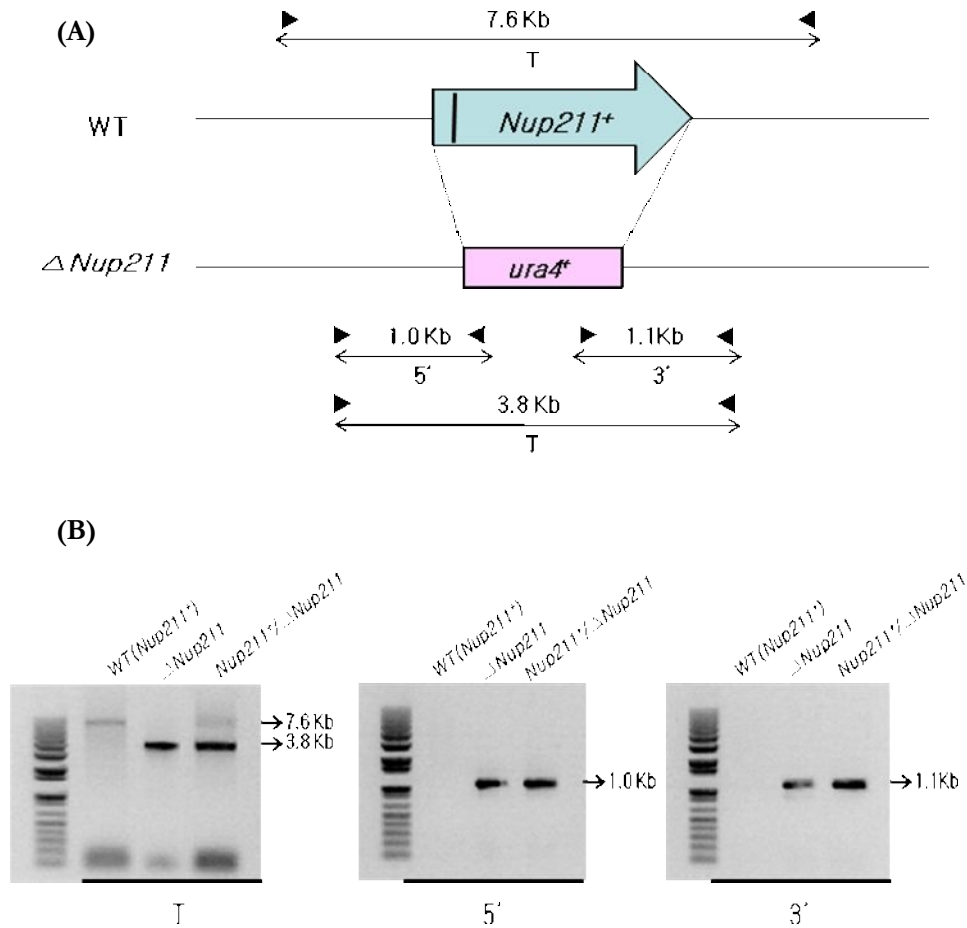 (A)
7.6 Kb
T
WT
Nup211⁺
△Nup211
ura4⁺
1.0 Kb
1.1Kb
5'
3'
3.8 Kb
T
(B)
WT(Nup211⁺)
△Nup211
Nup211⁺/△Nup211
WT(Nup211⁺)
△Nup211
Nup211⁺/△Nup211
WT(Nup211⁺)
△Nup211
Nup211⁺/△Nup211
7.6 Kb
3.8 Kb
1.0Kb
1.1Kb
T
5'
3'